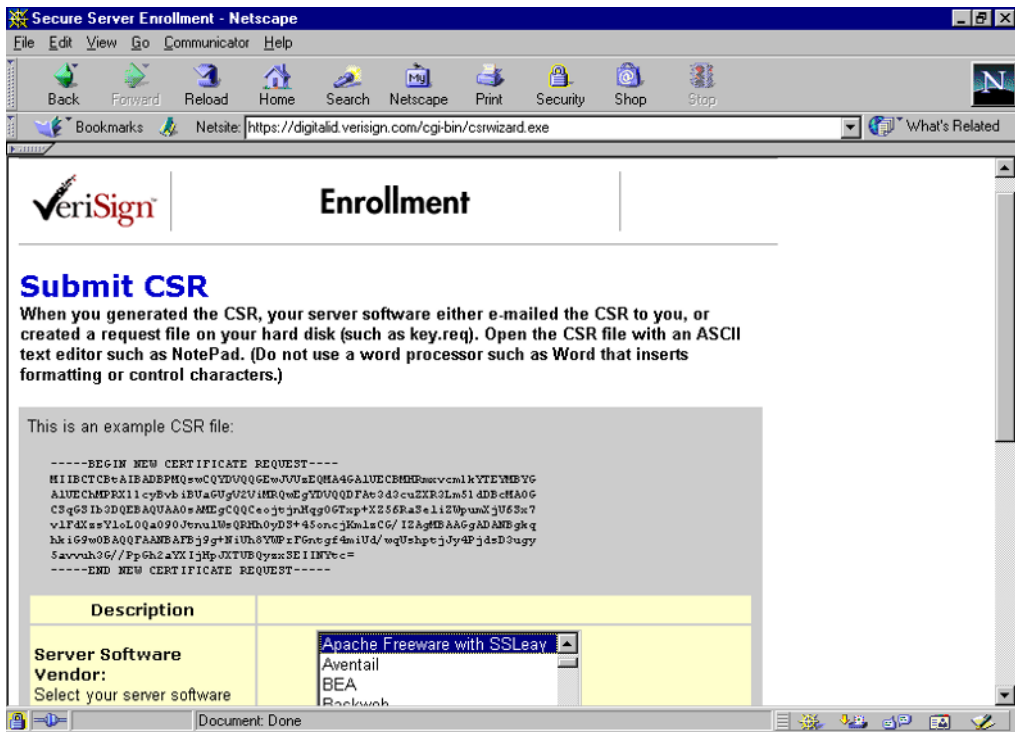 Secure Server Enrollment - Netscape
File Edit View Go Communicator Help
Back Forward Reload Home Search Netscape Print Security Shop Stop
My
N
Bookmarks Netsite: https://digitalid.verisign.com/cgi-bin/csrwizard.exe What's Related
VeriSign Enrollment
Submit CSR
When you generated the CSR, your server software either e-mailed the CSR to you, or
created a request file on your hard disk (such as key.req). Open the CSR file with an ASCII
text editor such as NotePad. (Do not use a word processor such as Word that inserts
formatting or control characters.)
This is an example CSR file:
-----BEGIN NEW CERTIFICATE REQUEST----
-----END NEW CERTIFICATE REQUEST-----
Description
Server Software
Vendor:
Select your server software
Apache Freeware with SSLeay
Aventail
BEA
Backweb
Document: Done